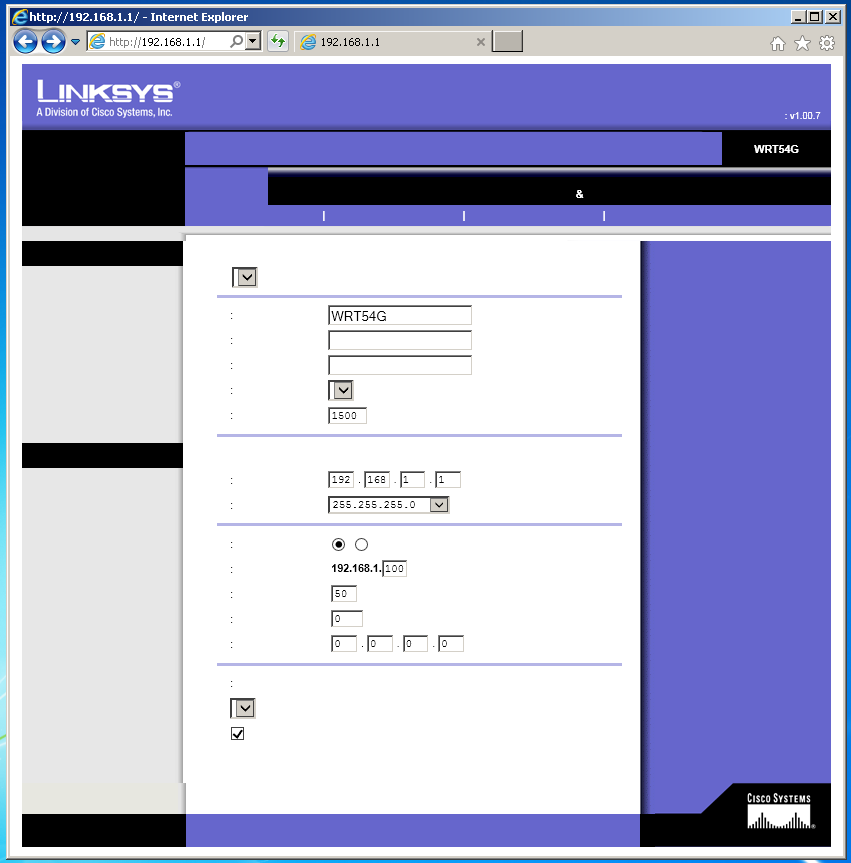 http://192.168.1.1/ - Internet Explorer
http://192.168.1.1/
192.168.1.1
LINKSYS®
A Division of Cisco Systems, Inc.
: v1.00.7
WRT54G
&
| | |
: WRT54G
:
:
:
: 1500
: 192 . 168 . 1 . 1
: 255.255.255.0
:
: 192.168.1. 100
: 50
: 0
: 0 . 0 . 0 . 0
:
CISCO SYSTEMS
®